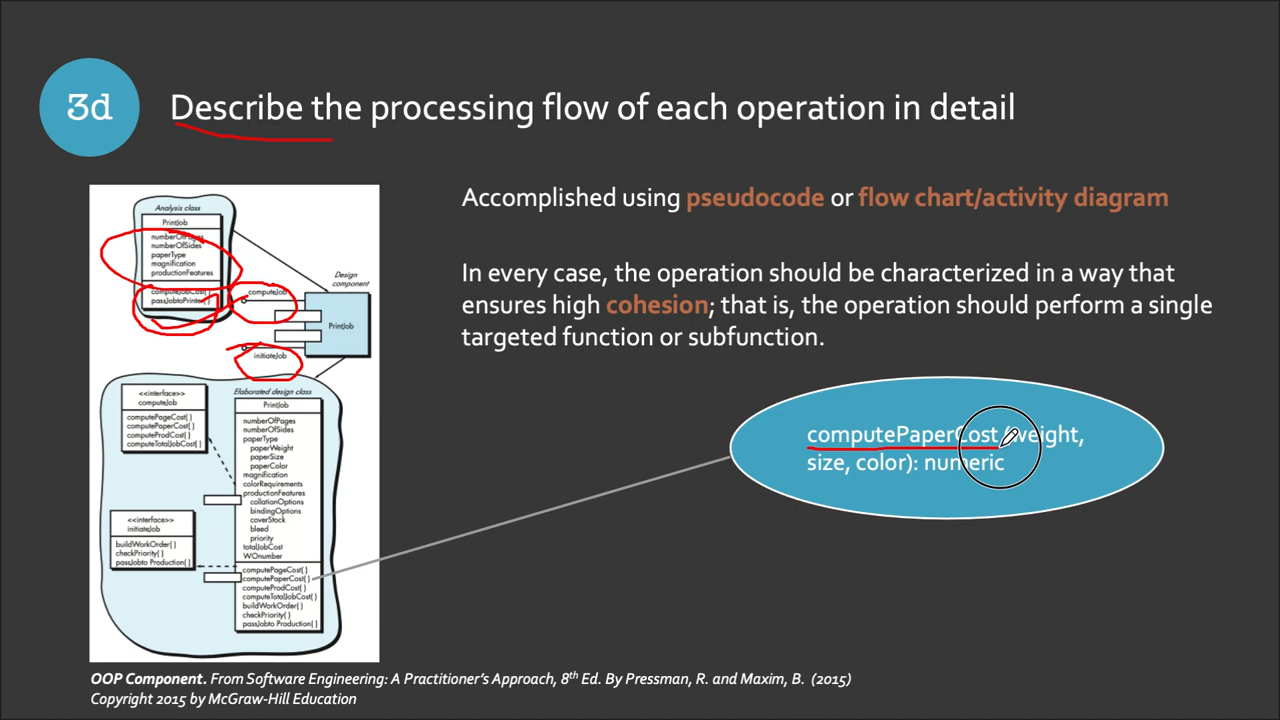 3d
Describe the processing flow of each operation in detail
Accomplished using pseudocode or flow chart/activity diagram
In every case, the operation should be characterized in a way that
ensures high cohesion; that is, the operation should perform a single
targeted function or subfunction.
computePaperCost (weight,
size, color): numeric
Analysis class
PrintJob
numberOfPages
numberOfSides
paperType
magnification
productionFeatures
computeJobCost( )
passJobtoPrinter( )
computeJob
initiateJob
Design
component
PrintJob
<<interface>>
computeJob
computePageCost( )
computePaperCost( )
computeProdCost( )
computeTotalJobCost( )
<<interface>>
initiateJob
buildWorkOrder( )
checkPriority( )
passJobto Production( )
Elaborated design class
PrintJob
numberOfPages
numberOfSides
paperType
paperWeight
paperSize
paperColor
magnification
colorRequirements
productionFeatures
collationOptions
bindingOptions
coverStock
bleed
priority
totalJobCost
WOnumber
computePageCost( )
computePaperCost( )
computeProdCost( )
computeTotalJobCost( )
buildWorkOrder( )
checkPriority( )
passJobto Production( )
OOP Component. From Software Engineering: A Practitioner's Approach, 8th Ed. By Pressman, R. and Maxim, B. (2015)
Copyright 2015 by McGraw-Hill Education